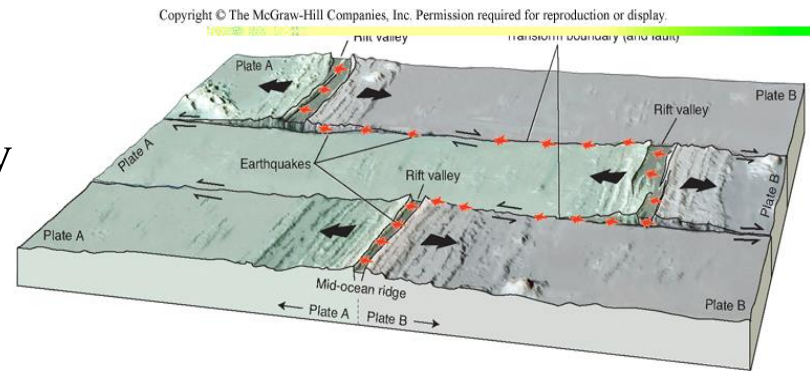 Copyright © The McGraw-Hill Companies, Inc. Permission required for reproduction or display.
Rift valley
Transform boundary (and fault)
Plate A
Plate B
Rift valley
Plate A
Earthquakes
Rift valley
Plate B
Plate A
Mid-ocean ridge
Plate B
Plate A
Plate B
y